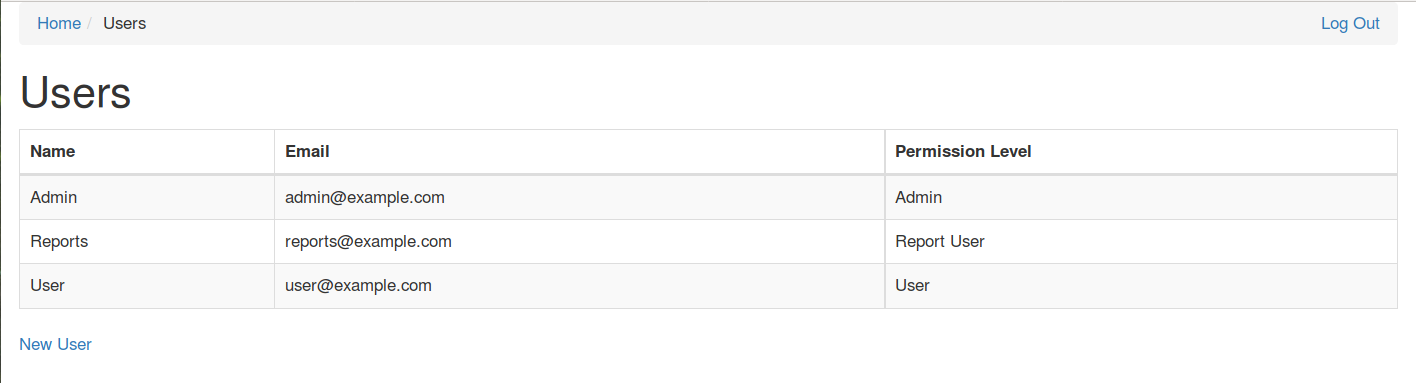 Home / Users Log Out
Users
Name Email Permission Level
Admin admin@example.com Admin
Reports reports@example.com Report User
User user@example.com User
New User